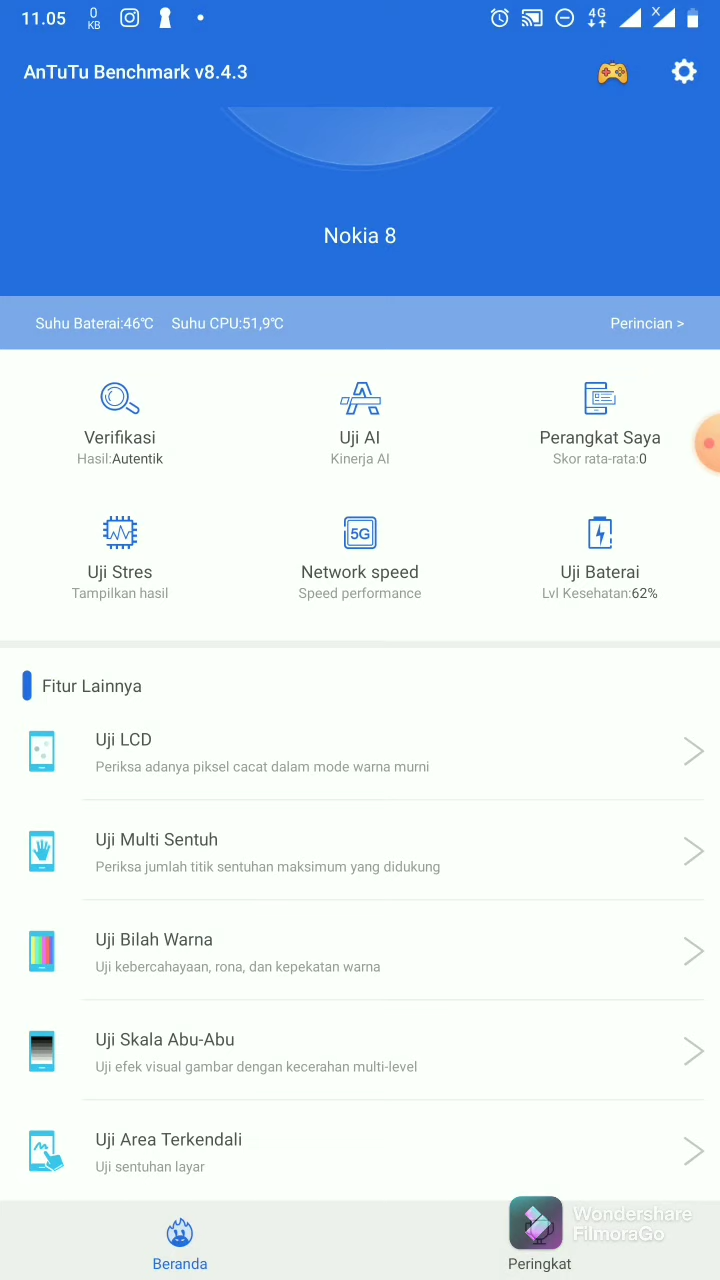 11.05 0 KB 4G
AnTuTu Benchmark v8.4.3
Nokia 8
Suhu Baterai:46℃ Suhu CPU:51,9℃ Perincian >
Verifikasi Uji AI Perangkat Saya
Hasil:Autentik Kinerja AI Skor rata-rata:0
5G
Uji Stres Network speed Uji Baterai
Tampilkan hasil Speed performance Lvl Kesehatan:62%
Fitur Lainnya
Uji LCD
Periksa adanya piksel cacat dalam mode warna murni
Uji Multi Sentuh
Periksa jumlah titik sentuhan maksimum yang didukung
Uji Bilah Warna
Uji kebercahayaan, rona, dan kepekatan warna
Uji Skala Abu-Abu
Uji efek visual gambar dengan kecerahan multi-level
Uji Area Terkendali
Uji sentuhan layar
Wondershare
FilmoraGo
Beranda Peringkat